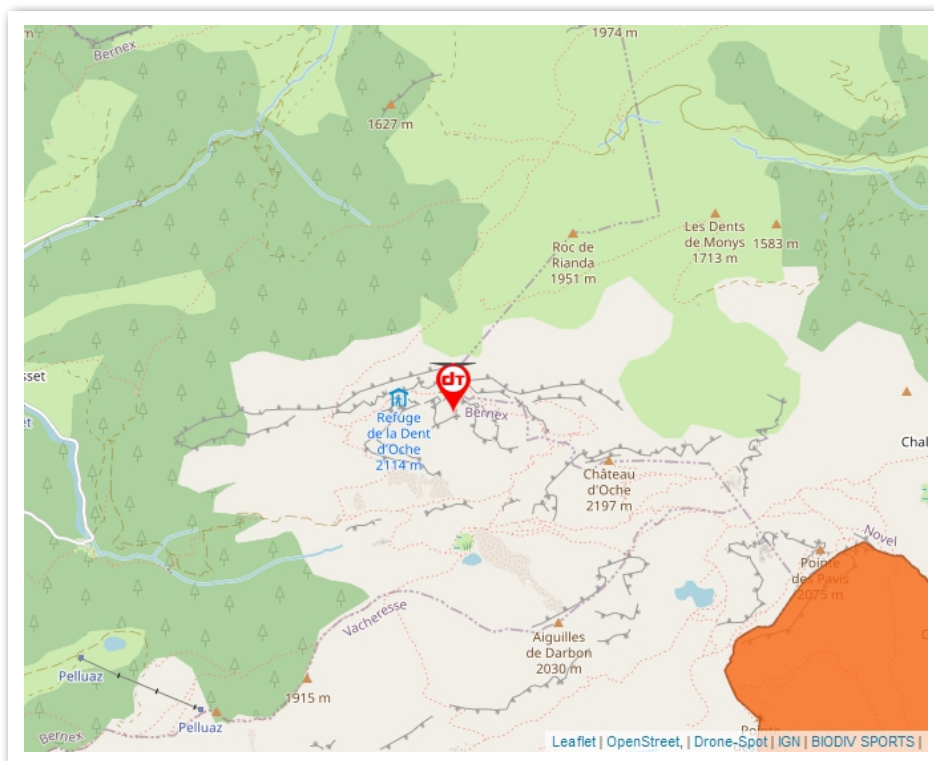 1974 m
Bernex
1627 m
Les Dents
de Monys
1713 m
1583 m
Roc de
Rianda
1951 m
sset
dT
Bernex
Refuge
de la Dent
d'Oche
2114 m
Château
d'Oche
2197 m
Chal
Novel
Pointe
des Pavis
2075 m
Vacheresse
Aiguilles
de Darbon
2030 m
Pelluaz
1915 m
Pelluaz
Bernex
Pointe
Leaflet | OpenStreet, | Drone-Spot | IGN | BIODIV SPORTS |